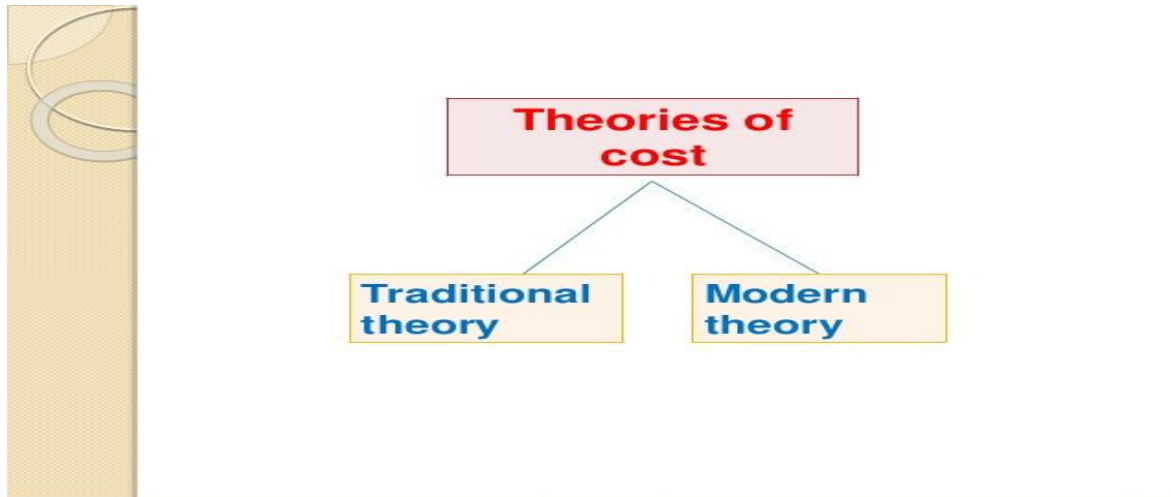 Theories of
cost
Traditional
theory
Modern
theory